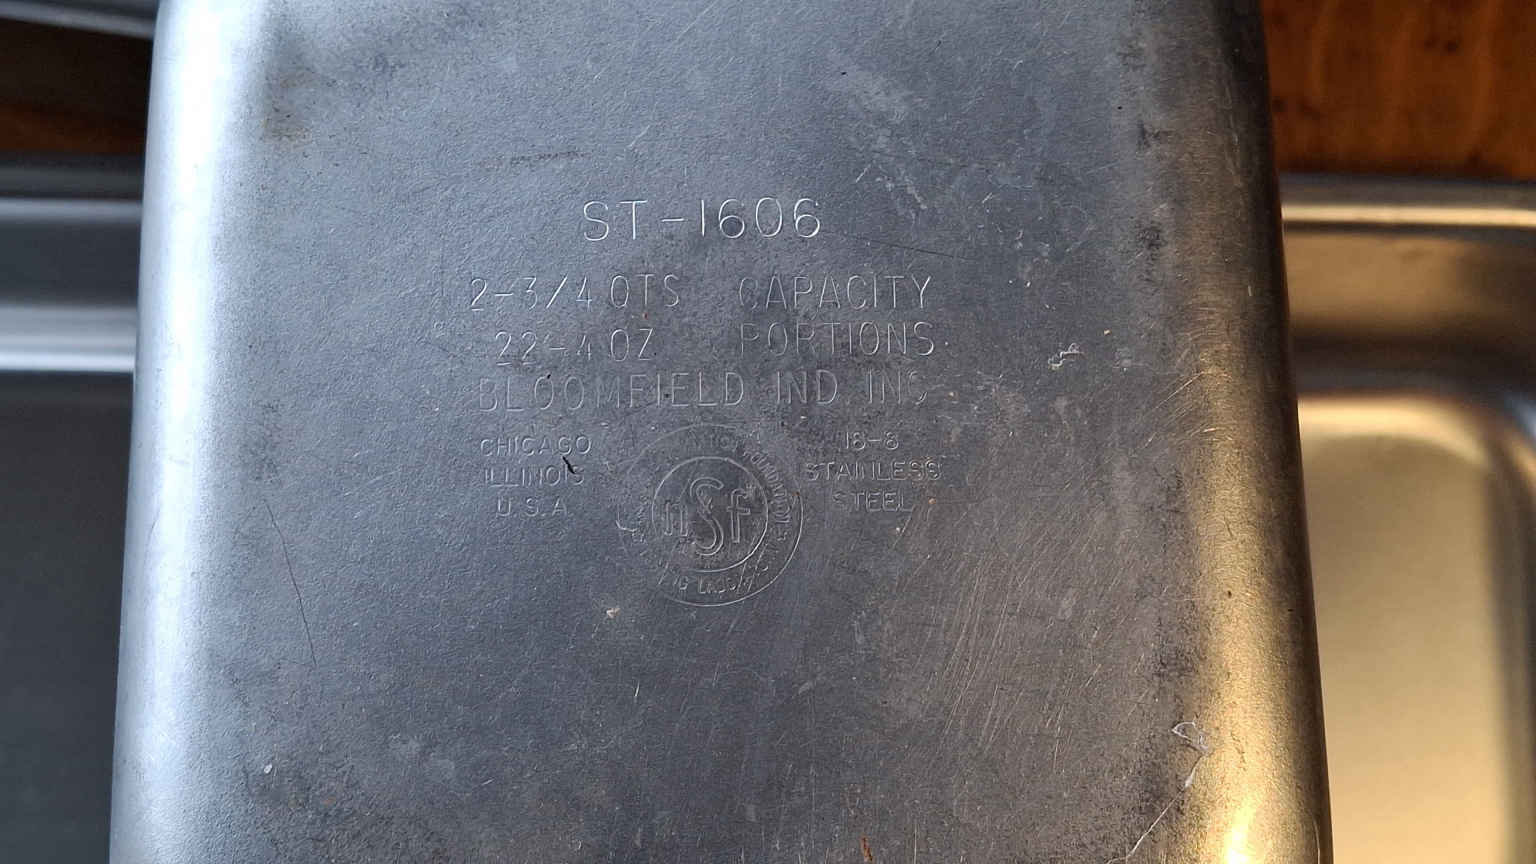 ST-1606
2-3/4 QTS CAPACITY
22-4 OZ PORTIONS
BLOOMFIELD IND INC
CHICAGO
ILLINOIS
U.S.A.
nSf
18-8
STAINLESS
STEEL